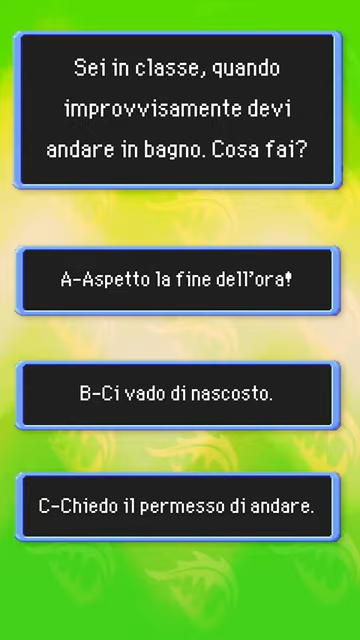 Sei in classe, quando
improvvisamente devi
andare in bagno. Cosa fai?
A-Aspetto la fine dell'ora!
B-Ci vado di nascosto.
C-Chiedo il permesso di andare.